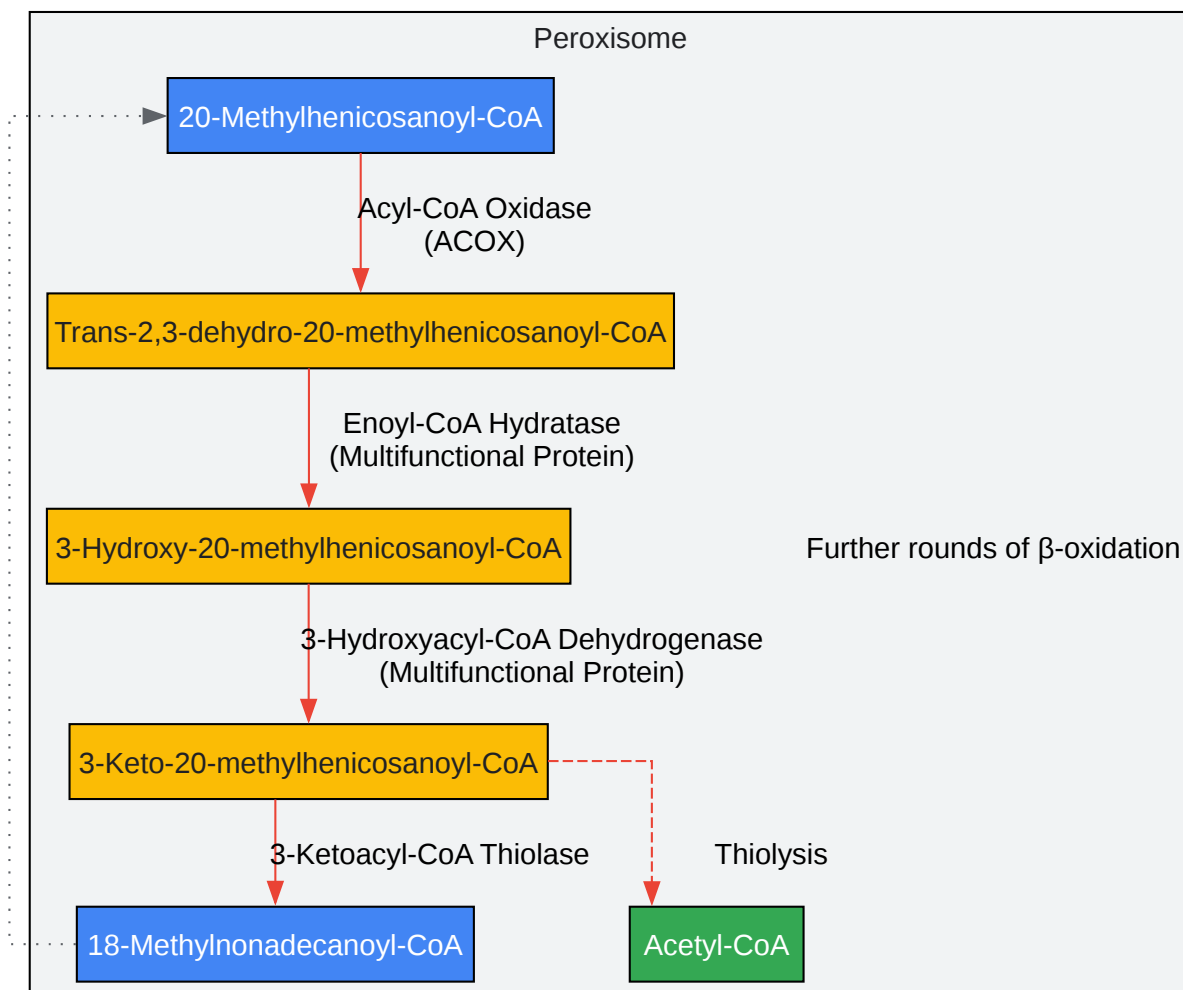 Peroxisome
20-Methylhenicosanoyl-CoA
Acyl-CoA Oxidase
(ACOX)
Trans-2,3-dehydro-20-methylhenicosanoyl-CoA
Enoyl-CoA Hydratase
(Multifunctional Protein)
3-Hydroxy-20-methylhenicosanoyl-CoA
Further rounds of β-oxidation
3-Hydroxyacyl-CoA Dehydrogenase
(Multifunctional Protein)
3-Keto-20-methylhenicosanoyl-CoA
3-Ketoacyl-CoA Thiolase
Thiolysis
18-Methylnonadecanoyl-CoA
Acetyl-CoA